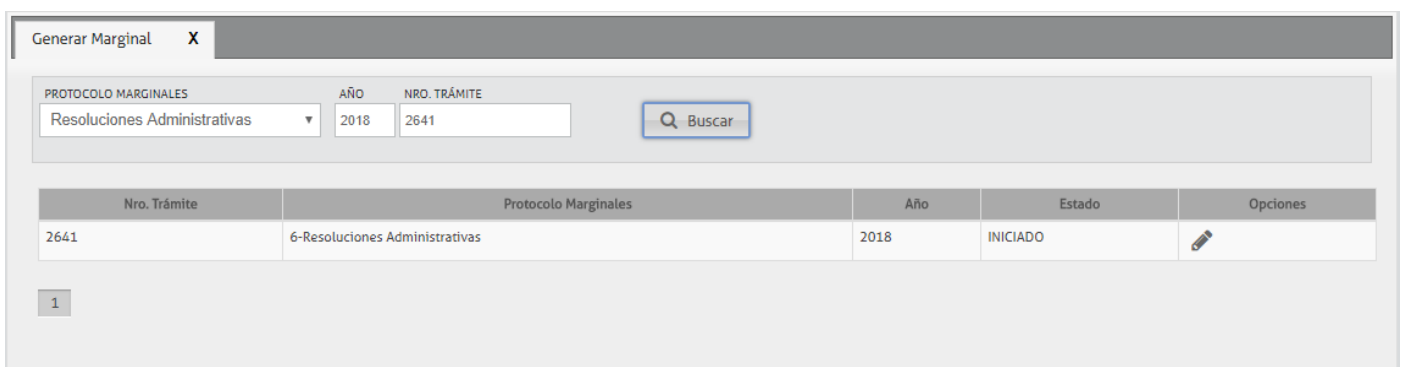 Generar Marginal X
PROTOCOLO MARGINALES AÑO NRO. TRÁMITE
Resoluciones Administrativas 2018 2641 Buscar
Nro. Trámite Protocolo Marginales Año Estado Opciones
2641 6-Resoluciones Administrativas 2018 INICIADO
1